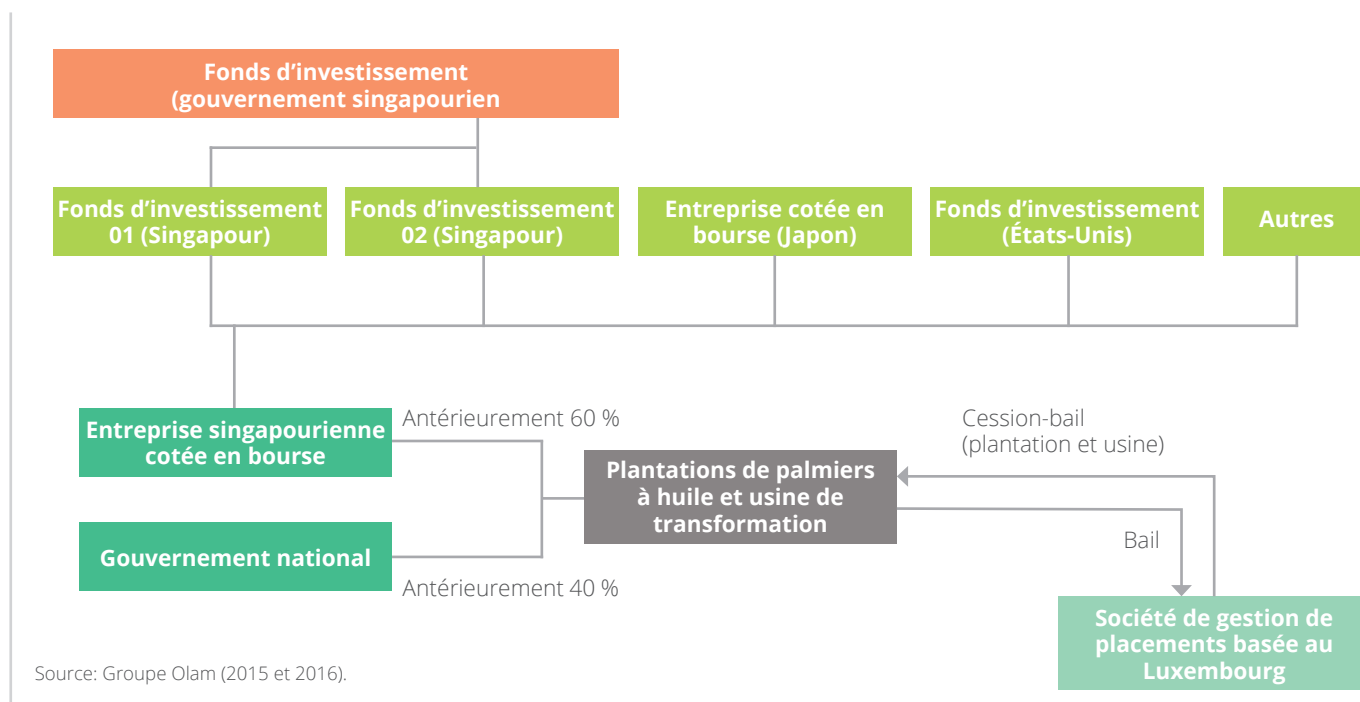 Fonds d’investissement
(gouvernement singapourien
Fonds d’investissement
01 (Singapour)
Fonds d’investissement
02 (Singapour)
Entreprise cotée en
bourse (Japon)
Fonds d’investissement
(États-Unis)
Autres
Entreprise singapourienne
cotée en bourse
Antérieurement 60 %
Gouvernement national
Antérieurement 40 %
Plantations de palmiers
à huile et usine de
transformation
Cession-bail
(plantation et usine)
Bail
Société de gestion de
placements basée au
Luxembourg
Source: Groupe Olam (2015 et 2016).